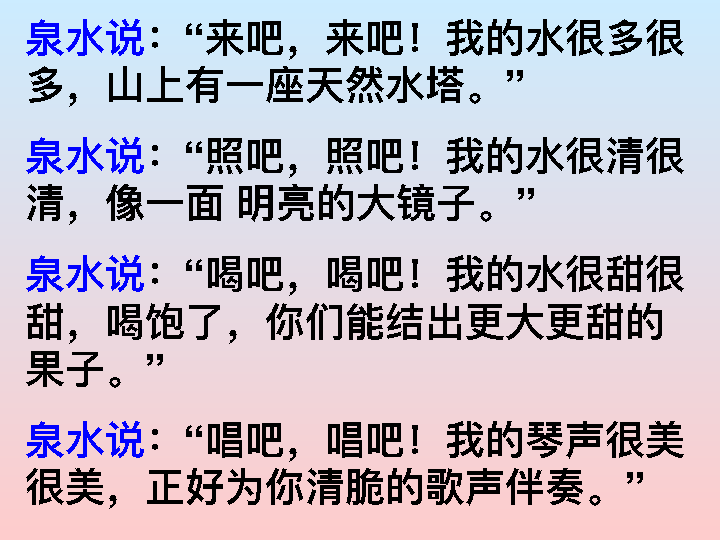 泉水说：“来吧，来吧！我的水很多很
多，山上有一座天然水塔。”
泉水说：“照吧，照吧！我的水很清很
清，像一面 明亮的大镜子。”
泉水说：“喝吧，喝吧！我的水很甜很
甜，喝饱了，你们能结出更大更甜的
果子。”
泉水说：“唱吧，唱吧！我的琴声很美
很美，正好为你清脆的歌声伴奏。”